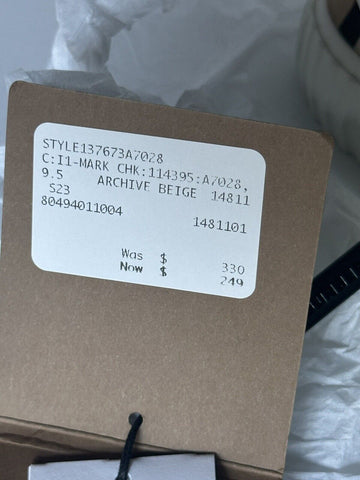 STYLE137673A7028
C:I1-MARK CHK:114395:A7028,
9.5 ARCHIVE BEIGE 14811
S23
80494011004 1481101
Was $ 330
Now $ 249